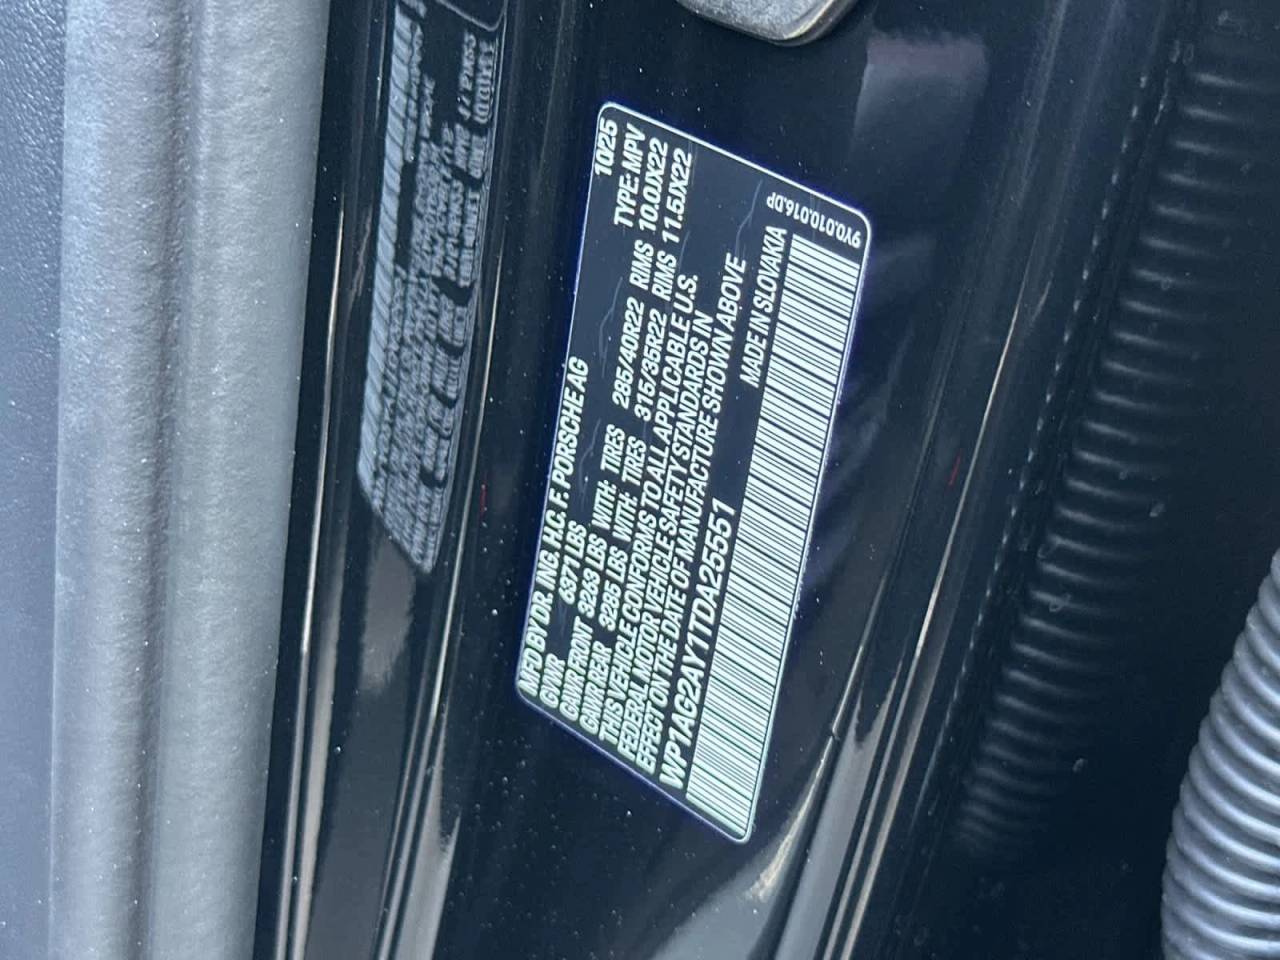 MFD BY DR. ING. H.C. F. PORSCHE AG 10/25
GVWR 6371 LBS TYPE: MPV
GAWR FRONT 3263 LBS WITH: TIRES 285/40R22 RIMS 10.0JX22
GAWR REAR 3285 LBS WITH: TIRES 315/35R22 RIMS 11.5JX22
THIS VEHICLE CONFORMS TO ALL APPLICABLE U.S.
FEDERAL MOTOR VEHICLE SAFETY STANDARDS IN
EFFECT ON THE DATE OF MANUFACTURE SHOWN ABOVE
WP1AG2AY1TDA25551 MADE IN SLOVAKIA
9Y0.010.016.DP